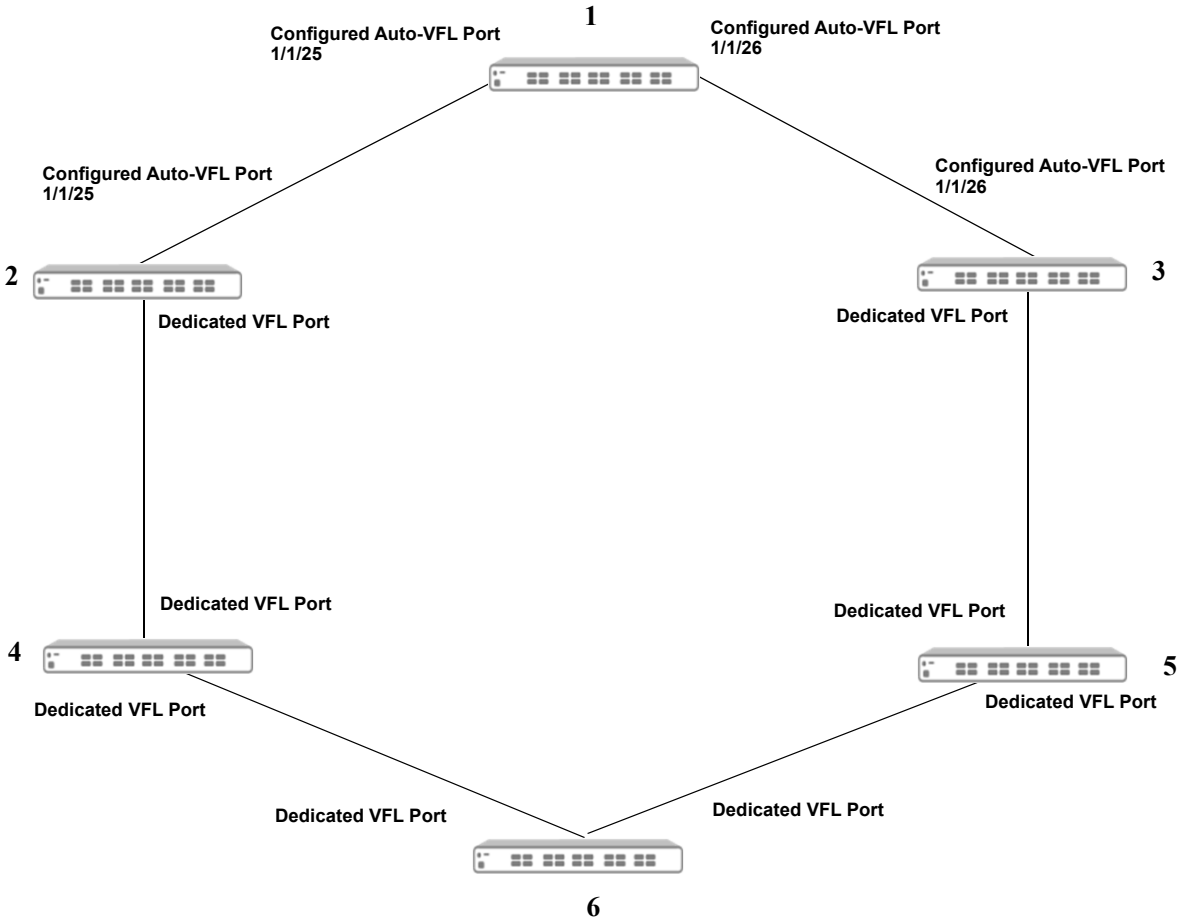 1
Configured Auto-VFL Port
1/1/25
Configured Auto-VFL Port
1/1/26
Configured Auto-VFL Port
1/1/25
Configured Auto-VFL Port
1/1/26
2
3
Dedicated VFL Port
Dedicated VFL Port
Dedicated VFL Port
Dedicated VFL Port
4
5
Dedicated VFL Port
Dedicated VFL Port
Dedicated VFL Port
Dedicated VFL Port
6